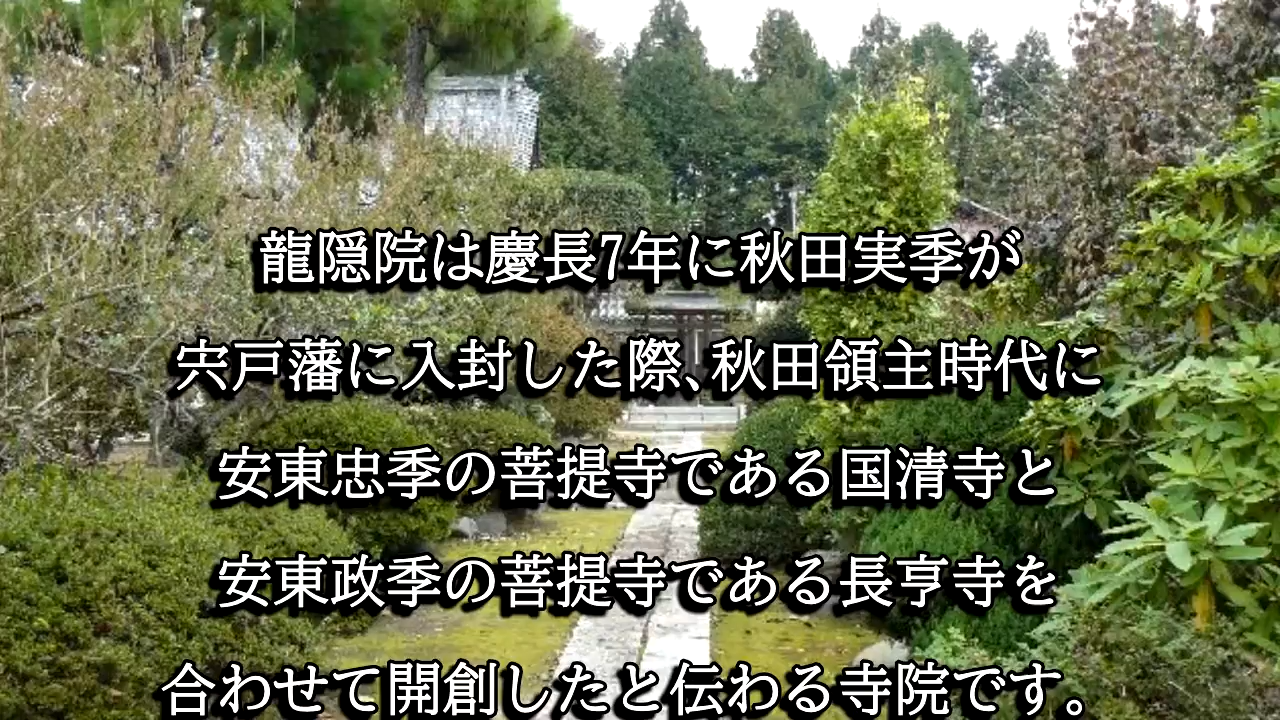 龍隠院は慶長7年に秋田実季が
宍戸藩に入封した際、秋田領主時代に
安東忠季の菩提寺である国清寺と
安東政季の菩提寺である長亨寺を
合わせて開創したと伝わる寺院です。